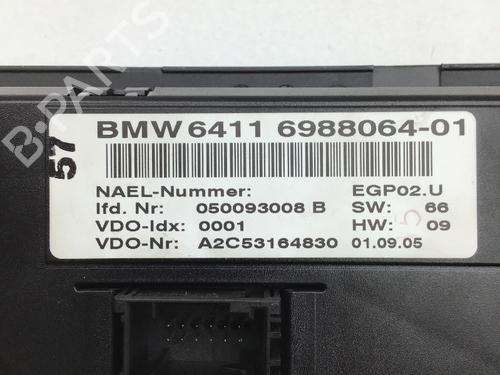 BMW 6411 6988064-01
57
NAEL-Nummer: EGP02.U
lfd. Nr: 050093008 B SW: 66
VDO-Idx: 0001 HW: 09
5
VDO-Nr: A2C53164830 01.09.05
B-PARTS